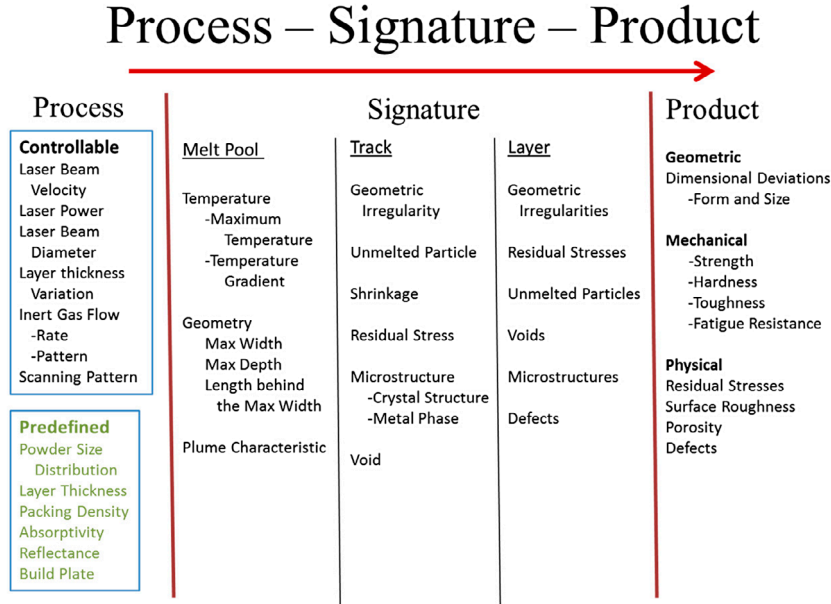 Process – Signature – Product
Process
Controllable
Laser Beam
Velocity
Laser Power
Laser Beam
Diameter
Layer thickness
Variation
Inert Gas Flow
-Rate
-Pattern
Scanning Pattern
Predefined
Powder Size
Distribution
Layer Thickness
Packing Density
Absorptivity
Reflectance
Build Plate
Signature
Melt Pool
Temperature
-Maximum
Temperature
-Temperature
Gradient
Geometry
Max Width
Max Depth
Length behind
the Max Width
Plume Characteristic
Track
Geometric
Irregularity
Unmelted Particle
Shrinkage
Residual Stress
Microstructure
-Crystal Structure
-Metal Phase
Void
Layer
Geometric
Irregularities
Residual Stresses
Unmelted Particles
Voids
Microstructures
Defects
Product
Geometric
Dimensional Deviations
-Form and Size
Mechanical
-Strength
-Hardness
-Toughness
-Fatigue Resistance
Physical
Residual Stresses
Surface Roughness
Porosity
Defects